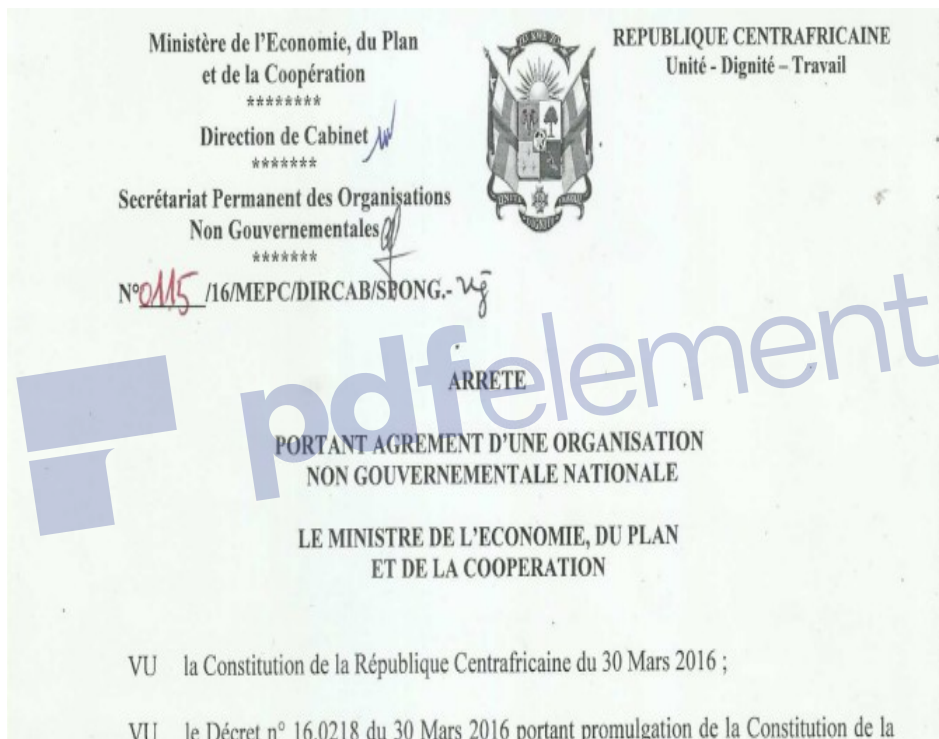 Ministère de l'Economie, du Plan
et de la Coopération
********
Direction de Cabinet
*******
Secrétariat Permanent des Organisations
Non Gouvernementales
*******
N°0115 /16/MEPC/DIRCAB/SPONG.-
REPUBLIQUE CENTRAFRICAINE
Unité - Dignité – Travail
pdfelement
ARRETE
PORTANT AGREMENT D'UNE ORGANISATION
NON GOUVERNEMENTALE NATIONALE
LE MINISTRE DE L'ECONOMIE, DU PLAN
ET DE LA COOPERATION
VU la Constitution de la République Centrafricaine du 30 Mars 2016 ;
VU le Décret n° 16.0218 du 30 Mars 2016 portant promulgation de la Constitution de la